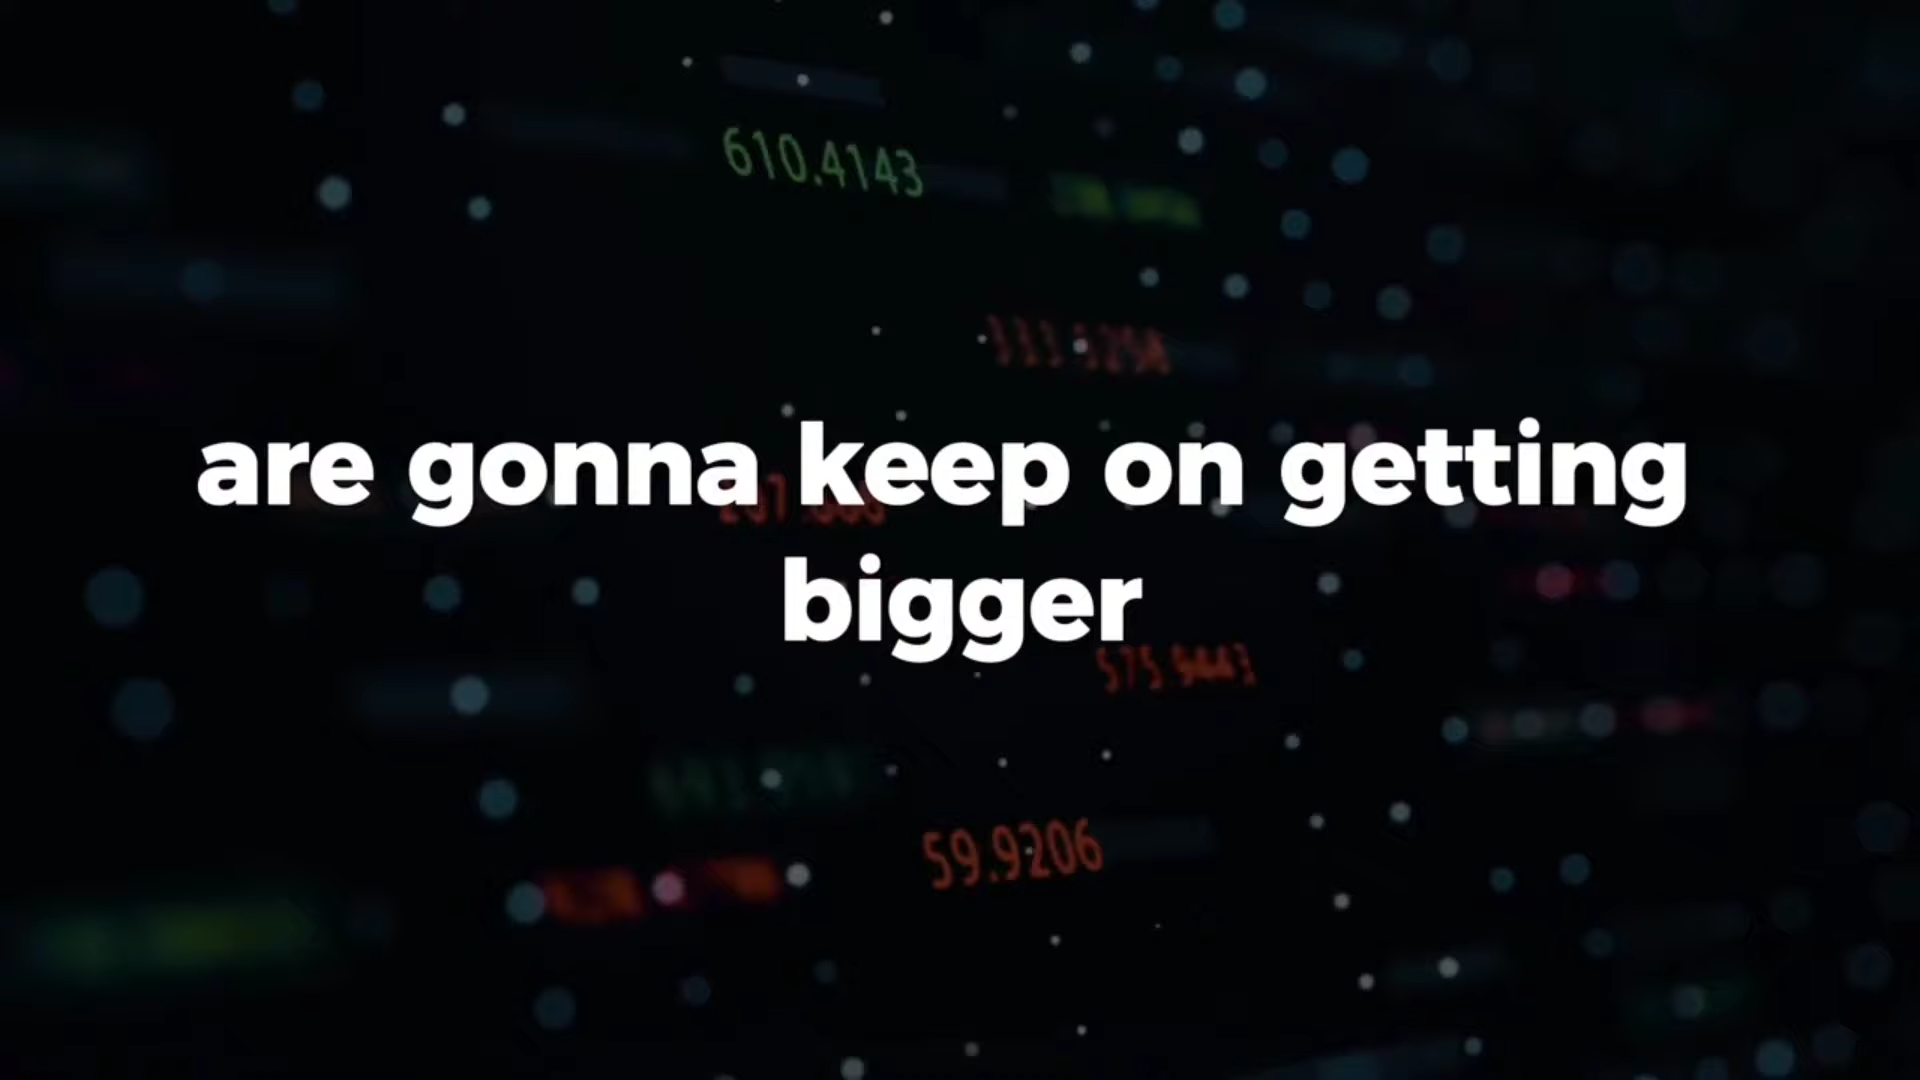 610.4143
are gonna keep on getting
bigger
59.9206